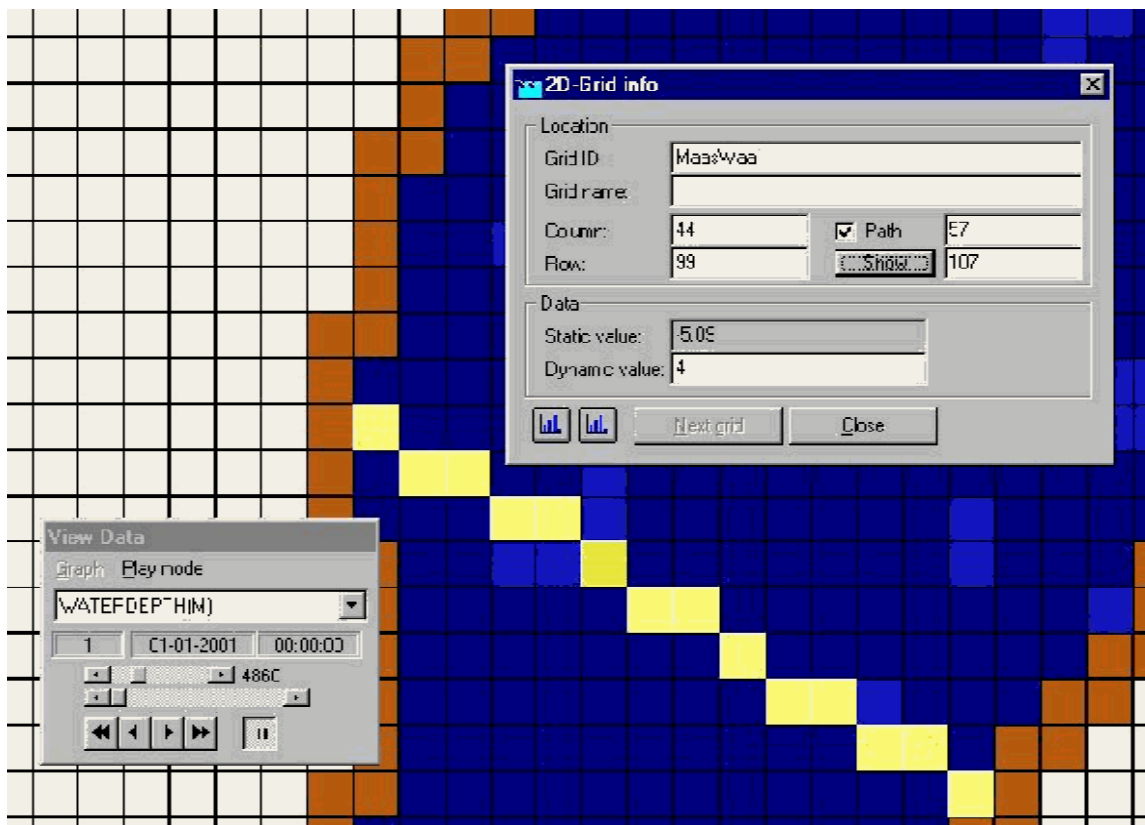 2D-Grid info
Location
Grid ID: MaasWaal
Grid name:
Column: 44 Path 57
Row: 99 Show 107
Data
Static value: -5.09
Dynamic value: 4
Next grid Close
View Data
Graph Play mode
WATERDEPTH(M)
1 01-01-2001 00:00:00
4860